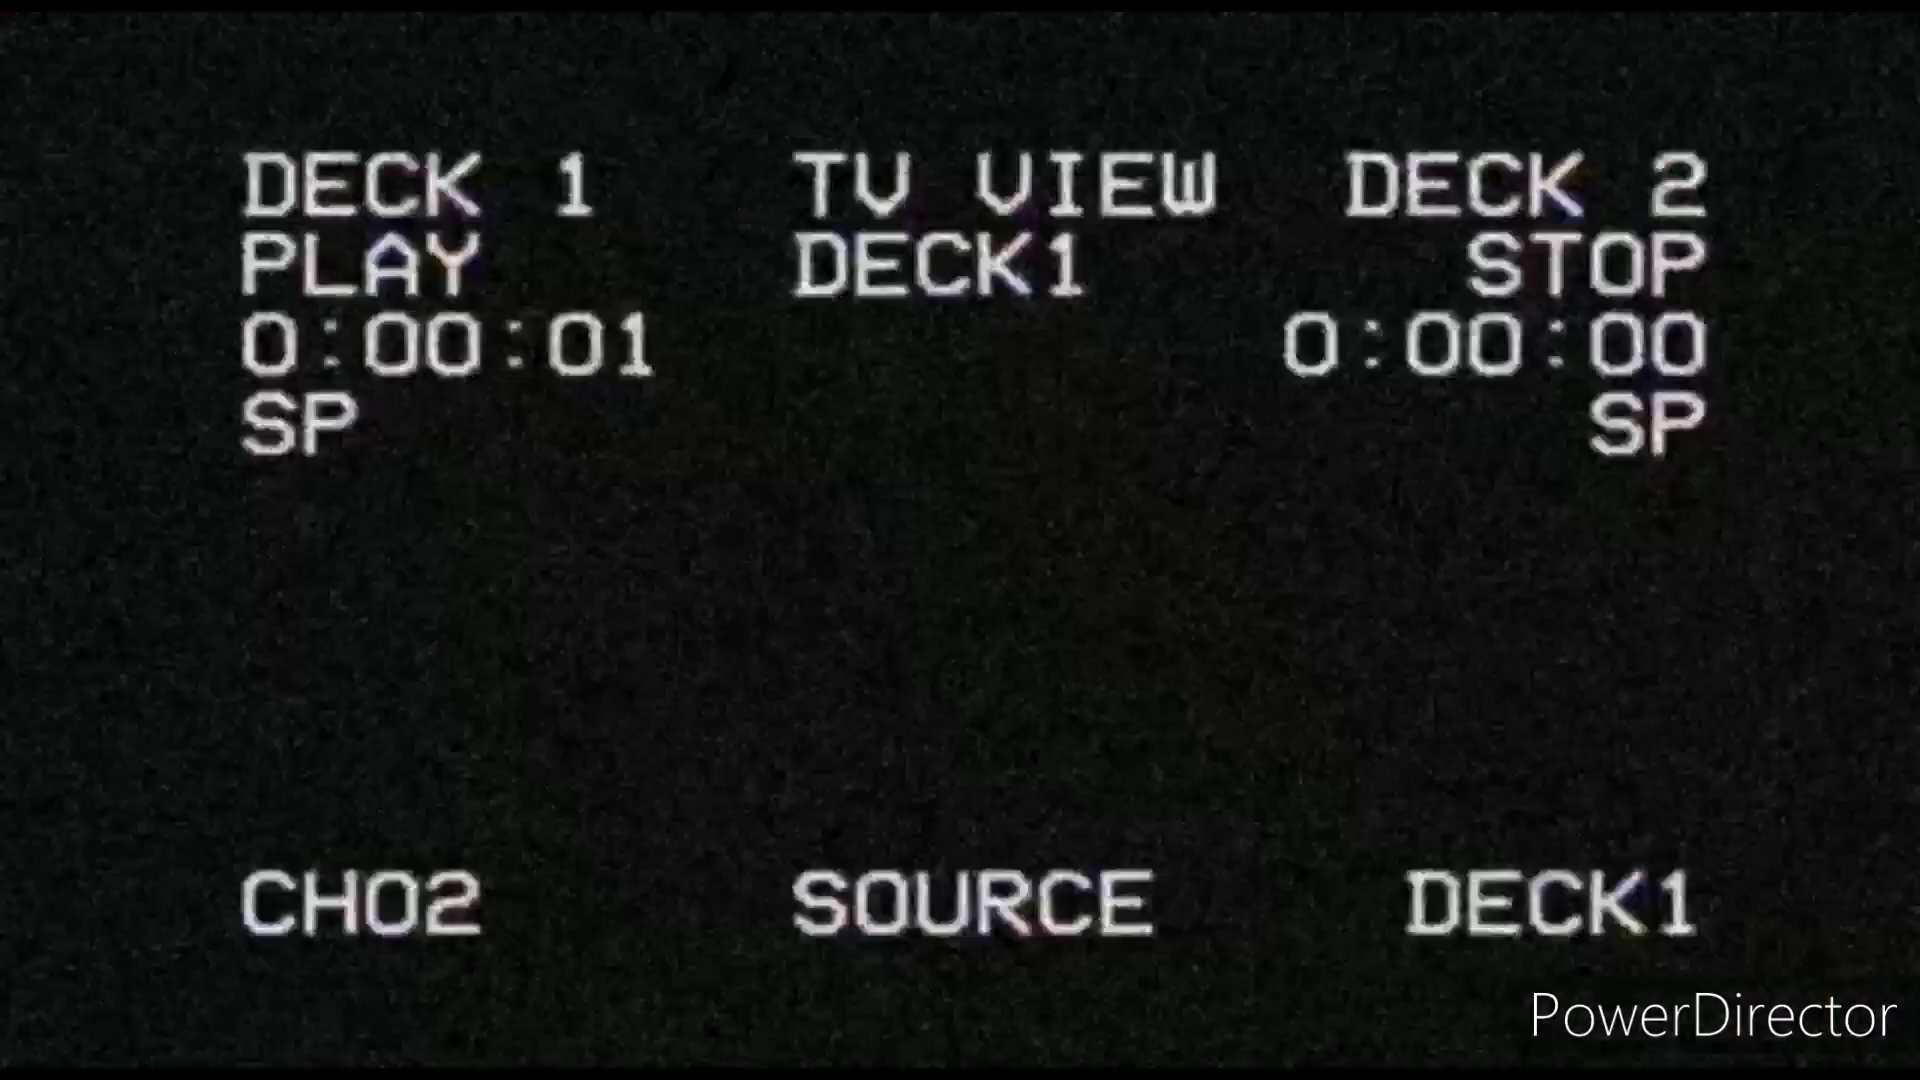 DECK 1 TV VIEW DECK 2
PLAY DECK1 STOP
0:00:01 0:00:00
SP SP
CH02 SOURCE DECK1
PowerDirector